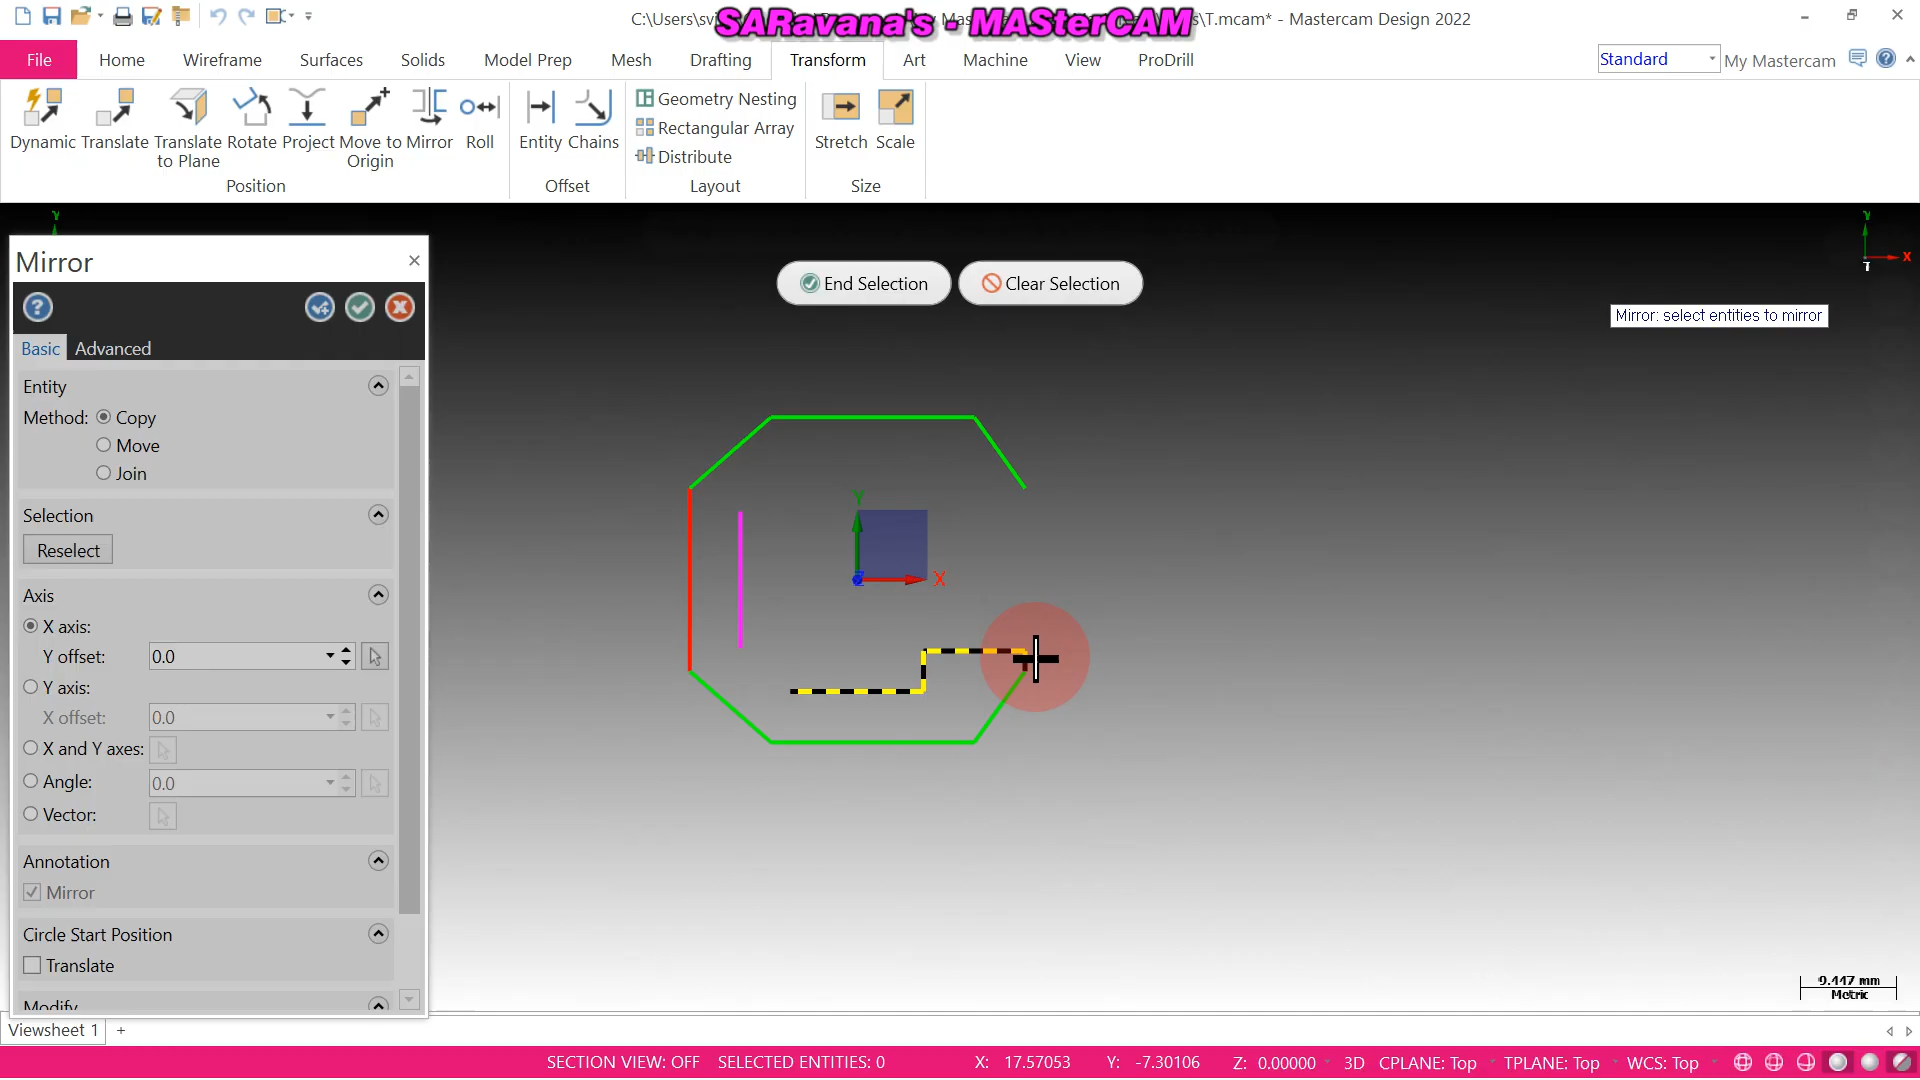 C:\Users\svi
SARavana's - MAStercAM
\T.mcam* - Mastercam Design 2022
File Home Wireframe Surfaces Solids Model Prep Mesh Drafting Transform Art Machine View ProDrill Standard My Mastercam
Dynamic Translate Translate to Plane Rotate Project Move to Origin Mirror Roll
Position
Entity Chains
Offset
Geometry Nesting
Rectangular Array
Distribute
Layout
Stretch Scale
Size
Y
Y
X
T
Mirror
End Selection Clear Selection
Mirror: select entities to mirror
Basic Advanced
Entity
Method: Copy
Move
Join
Selection
Reselect
Axis
X axis:
Y offset: 0.0
Y axis:
X offset: 0.0
X and Y axes:
Angle: 0.0
Vector:
Annotation
Mirror
Circle Start Position
Translate
Modify
Y
Z X
9.447 mm
Metric
Viewsheet 1 +
SECTION VIEW: OFF SELECTED ENTITIES: 0 X: 17.57053 Y: -7.30106 Z: 0.00000 3D CPLANE: Top TPLANE: Top WCS: Top